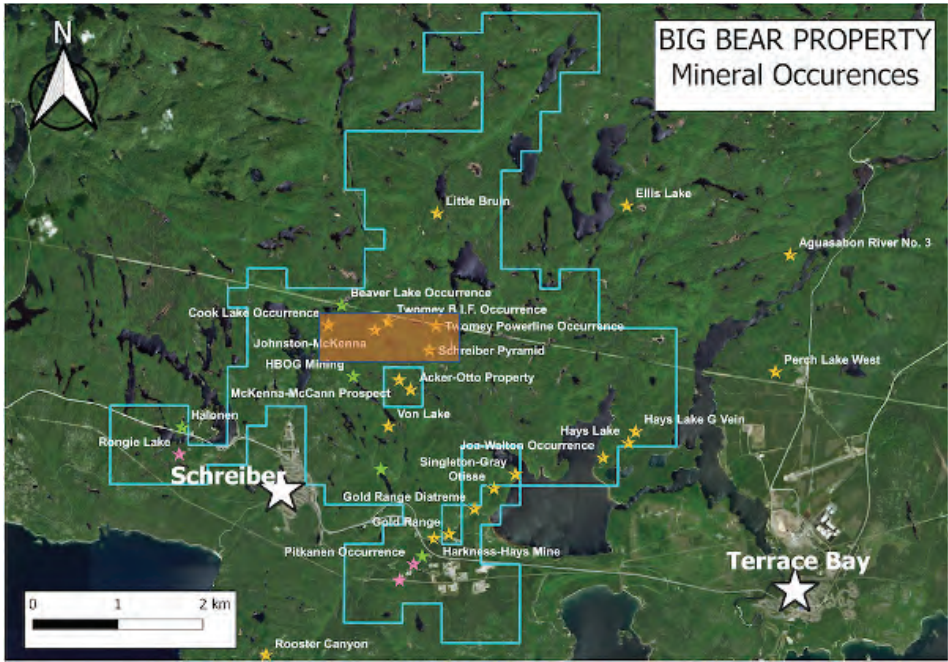 BIG BEAR PROPERTY
Mineral Occurences
N
Little Bruin
Ellis Lake
Aguasabon River No. 3
Beaver Lake Occurrence
Cook Lake Occurrence
Twomey B.I.F. Occurrence
Twomey Powerline Occurrence
Johnston-McKenna
Schreiber Pyramid
HBOG Mining
Perch Lake West
Acker-Otto Property
McKenna-McCann Prospect
Von Lake
Halonen
Hays Lake G Vein
Hays Lake
Rongie Lake
Joa-Walton Occurrence
Singleton-Gray
Otisse
Schreiber
Gold Range Diatreme
Gold Range
Pitkanen Occurrence
Harkness-Hays Mine
Terrace Bay
0 1 2 km
Rooster Canyon